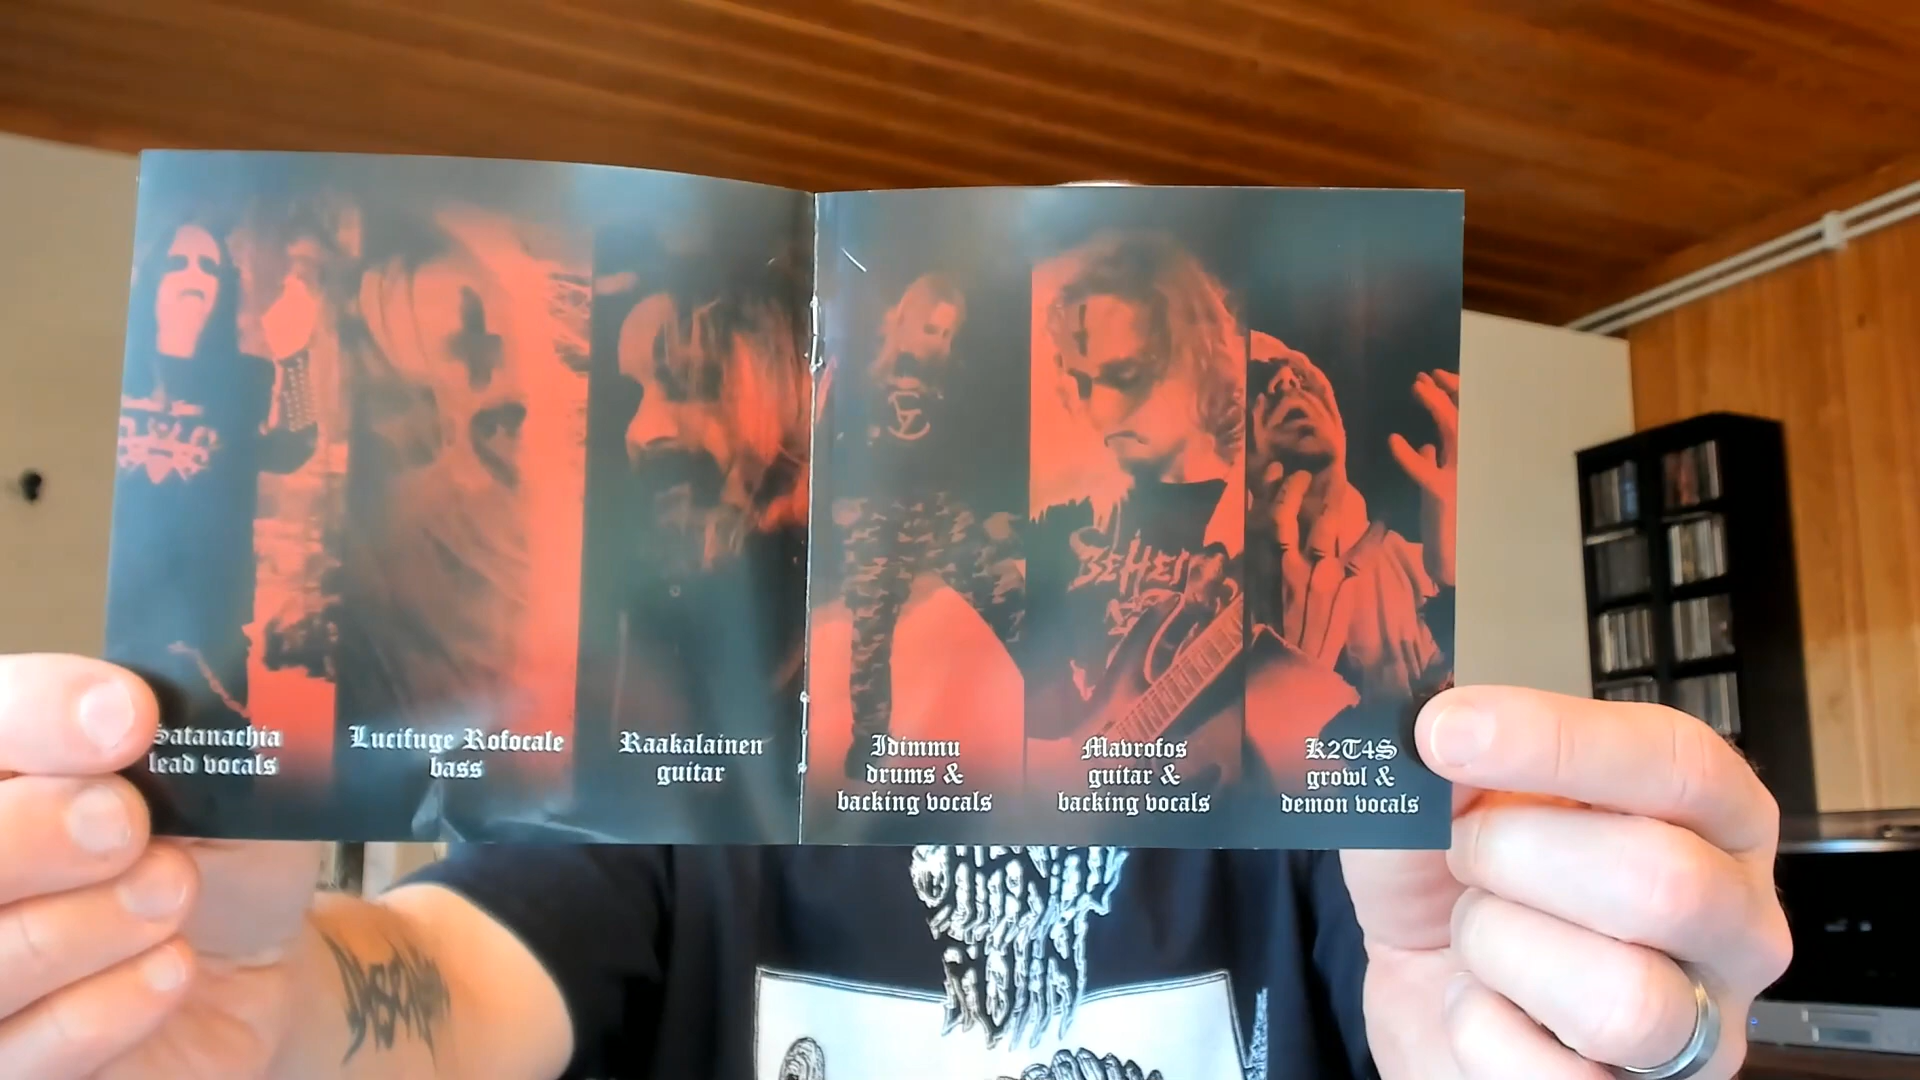 Satanachia
lead vocals
Lucifuge Rofocale
bass
Raakalainen
guitar
Idimmu
drums &
backing vocals
Mavrofos
guitar &
backing vocals
K2T4S
growl &
demon vocals